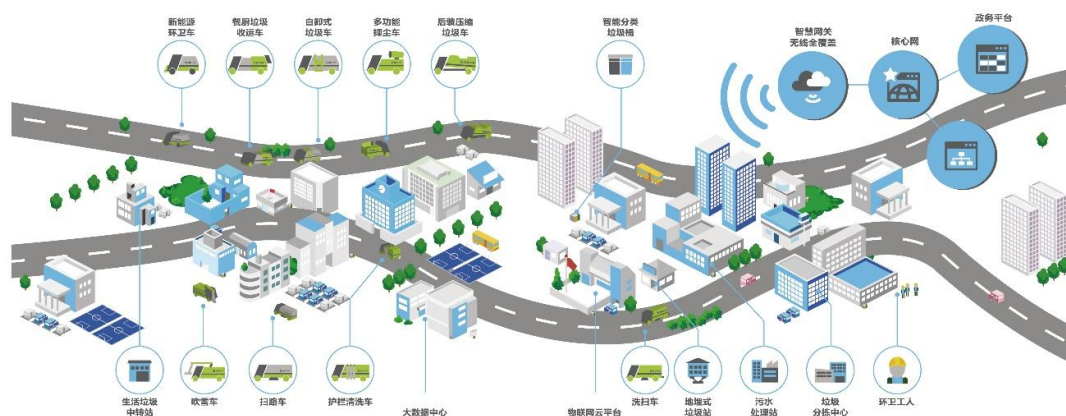 新能源
环卫车
餐厨垃圾
收运车
自卸式
垃圾车
多功能
抑尘车
后装压缩
垃圾车
智能分类
垃圾桶
智慧网关
无线全覆盖
核心网
政务平台
生活垃圾
中转站
吹雪车
扫路车
护栏清洗车
大数据中心
物联网云平台
洗扫车
地埋式
垃圾站
污水
处理站
垃圾
分拣中心
环卫工人